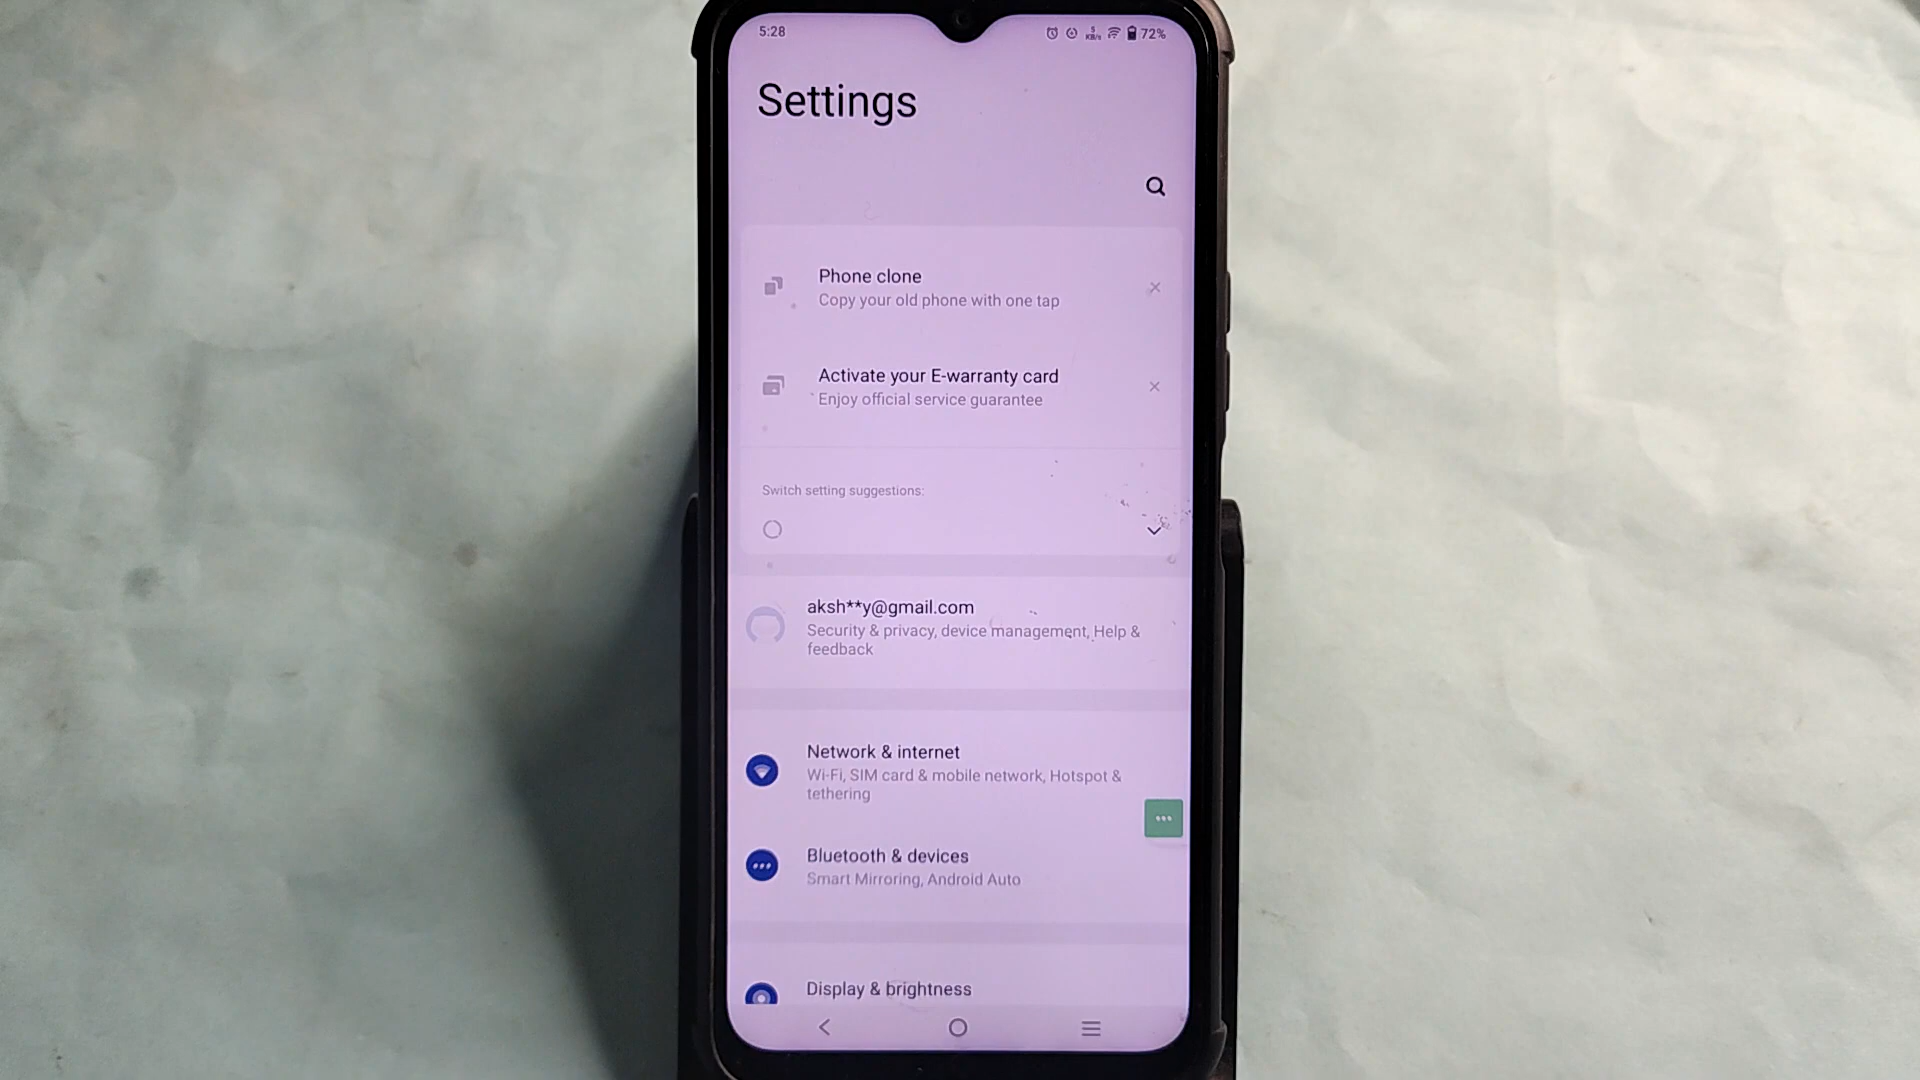 5:28
5
KB/s
72%
Settings
Phone clone
Copy your old phone with one tap
Activate your E-warranty card
Enjoy official service guarantee
Switch setting suggestions:
aksh**y@gmail.com
Security & privacy, device management, Help &
feedback
Network & internet
Wi-Fi, SIM card & mobile network, Hotspot &
tethering
Bluetooth & devices
Smart Mirroring, Android Auto
Display & brightness